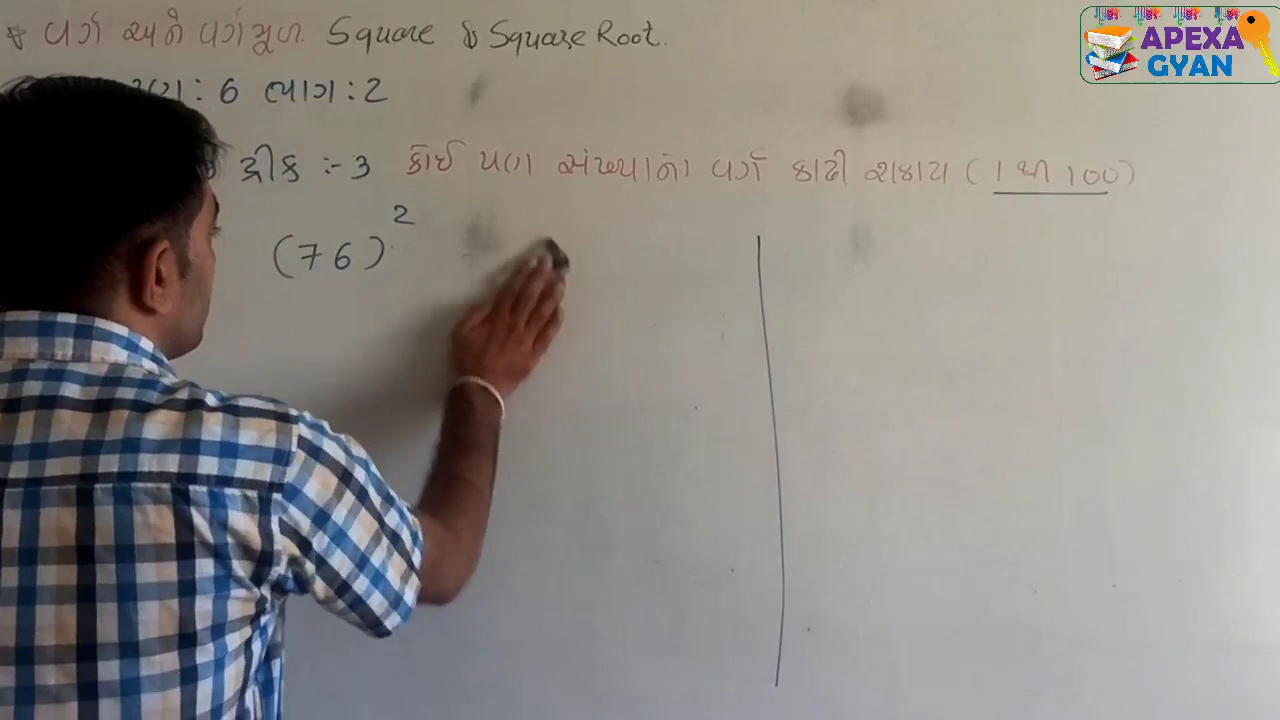 * વર્ગ અને વર્ગમૂળ. Square & Square Root.
: 6 ભાગ : 2
ટ્રીક :- 3 કોઈ પણ સંખ્યાનો વર્ગ કાઢી શકાય (1 થી 100)
(76)²
APEXA
GYAN